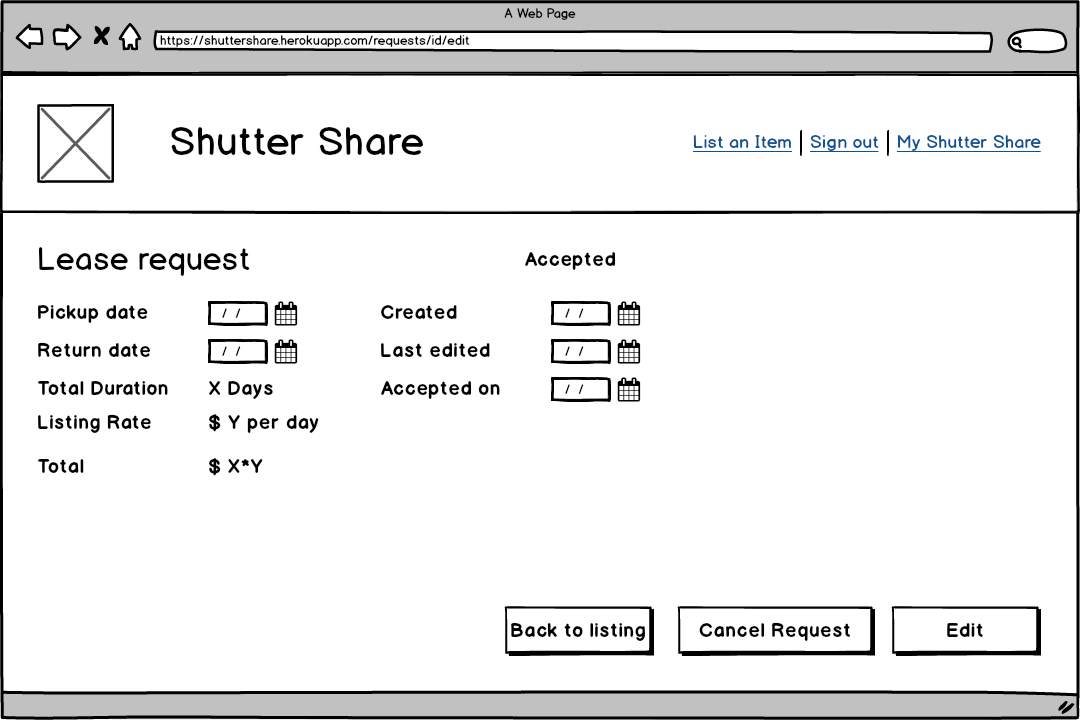 A Web Page
https://shuttershare.herokuapp.com/requests/id/edit
Shutter Share
List an Item | Sign out | My Shutter Share
Lease request
Accepted
Pickup date / / Created / /
Return date / / Last edited / /
Total Duration X Days Accepted on / /
Listing Rate $ Y per day
Total $ X*Y
Back to listing Cancel Request Edit